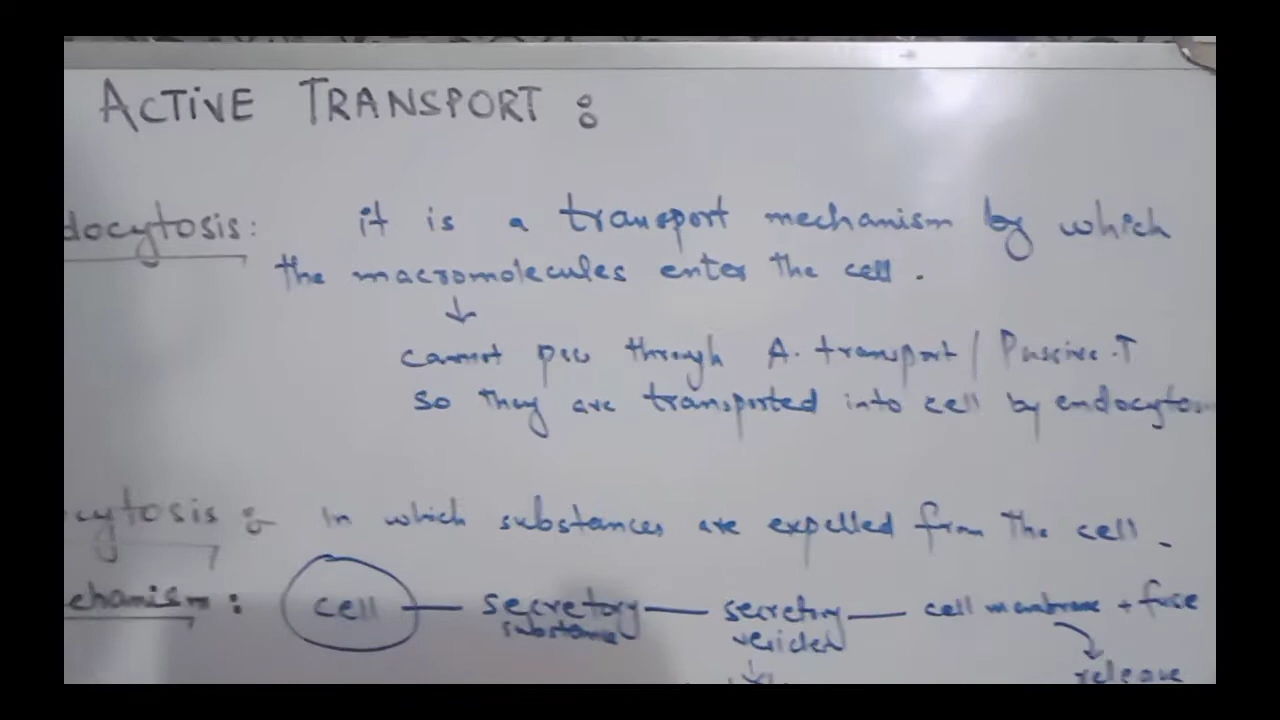 ACTIVE TRANSPORT :
docytosis: it is a transport mechanism by which
the macromolecules enter the cell .
↓
cannot through A. transport / Passive . T
so they are transported into cell by endocyto
cytosis :- in which substances are expelled from the cell .
echanism : cell — secretory — secretory — cell membrane + fuse
substance vesicles
release